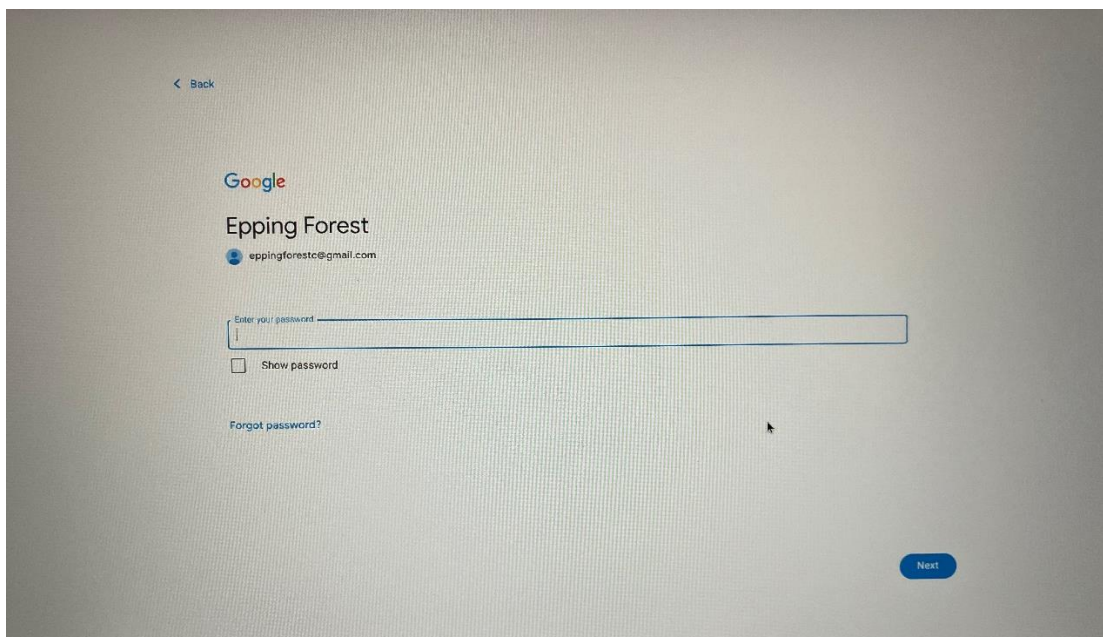 Back
Google
Epping Forest
eppingforestc@gmail.com
Enter your password
Show password
Forgot password?
Next